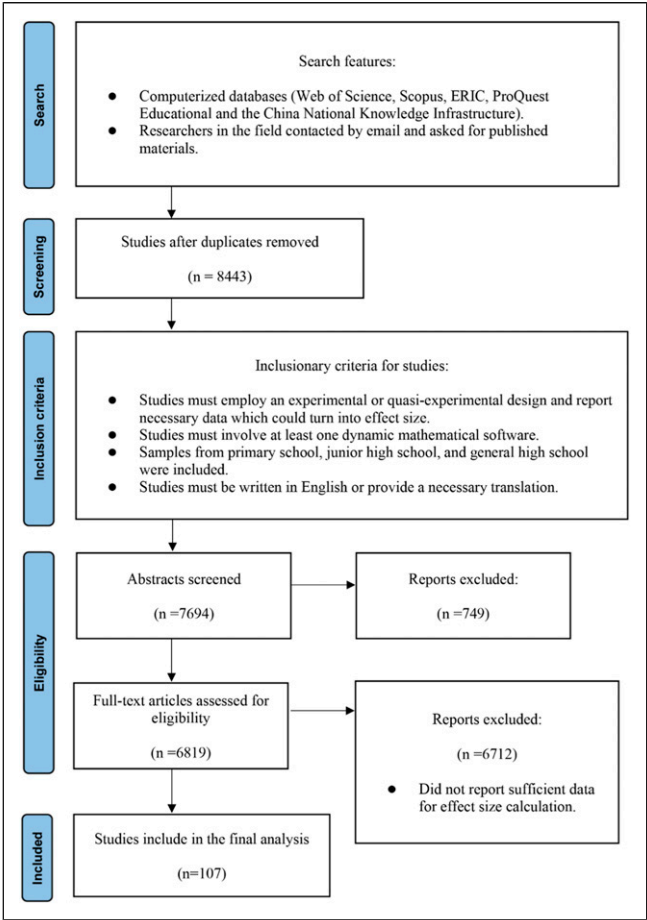 Search
Search features:
● Computerized databases (Web of Science, Scopus, ERIC, ProQuest
Educational and the China National Knowledge Infrastructure).
● Researchers in the field contacted by email and asked for published
materials.
Screening
Studies after duplicates removed
(n = 8443)
Inclusion criteria
Inclusionary criteria for studies:
● Studies must employ an experimental or quasi-experimental design and report
necessary data which could turn into effect size.
● Studies must involve at least one dynamic mathematical software.
● Samples from primary school, junior high school, and general high school
were included.
● Studies must be written in English or provide a necessary translation.
Eligibility
Abstracts screened
(n =7694)
Reports excluded:
(n =749)
Full-text articles assessed for
eligibility
(n =6819)
Reports excluded:
(n =6712)
● Did not report sufficient data
for effect size calculation.
Included
Studies include in the final analysis
(n=107)